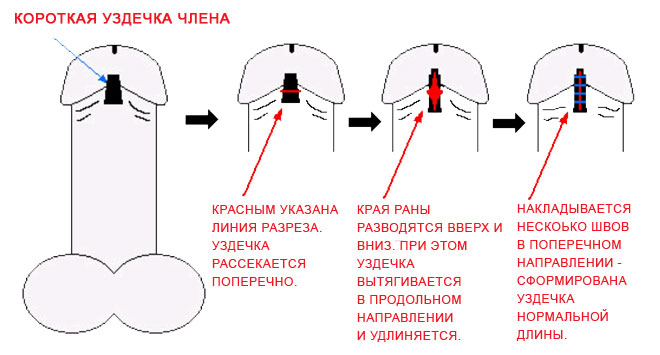 КОРОТКАЯ УЗДЕЧКА ЧЛЕНА
КРАСНЫМ УКАЗАНА
ЛИНИЯ РАЗРЕЗА.
УЗДЕЧКА
РАССЕКАЕТСЯ
ПОПЕРЕЧНО.
КРАЯ РАНЫ
РАЗВОДЯТСЯ ВВЕРХ И
ВНИЗ. ПРИ ЭТОМ
УЗДЕЧКА
ВЫТЯГИВАЕТСЯ
В ПРОДОЛЬНОМ
НАПРАВЛЕНИИ
И УДЛИНЯЕТСЯ.
НАКЛАДЫВАЕТСЯ
НЕСКОЬКО ШВОВ
В ПОПЕРЕЧНОМ
НАПРАВЛЕНИИ -
СФОРМИРОВАНА
УЗДЕЧКА
НОРМАЛЬНОЙ
ДЛИНЫ.